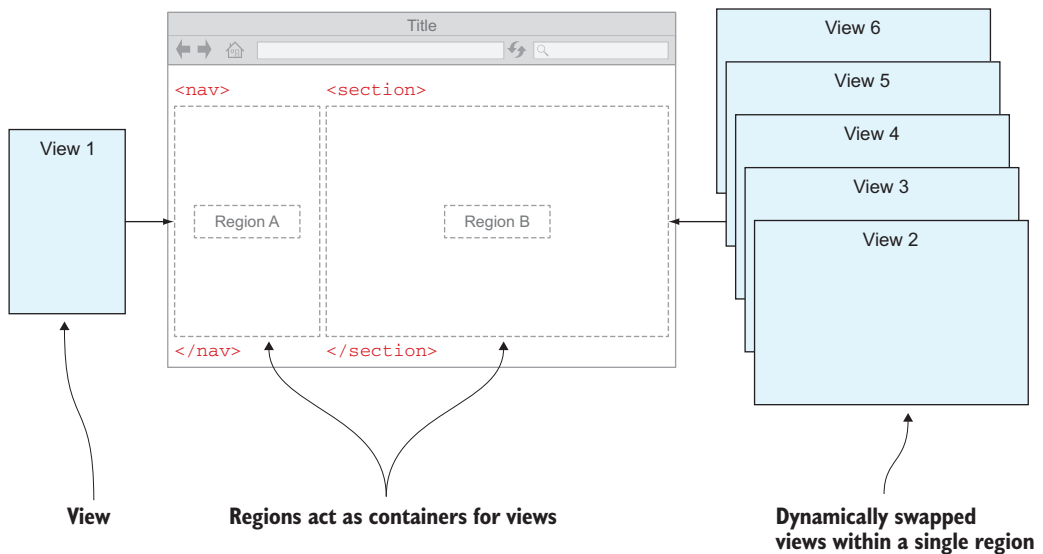 Title
<nav>
<section>
View 1
Region A
Region B
</nav>
</section>
View 6
View 5
View 4
View 3
View 2
View
Regions act as containers for views
Dynamically swapped
views within a single region